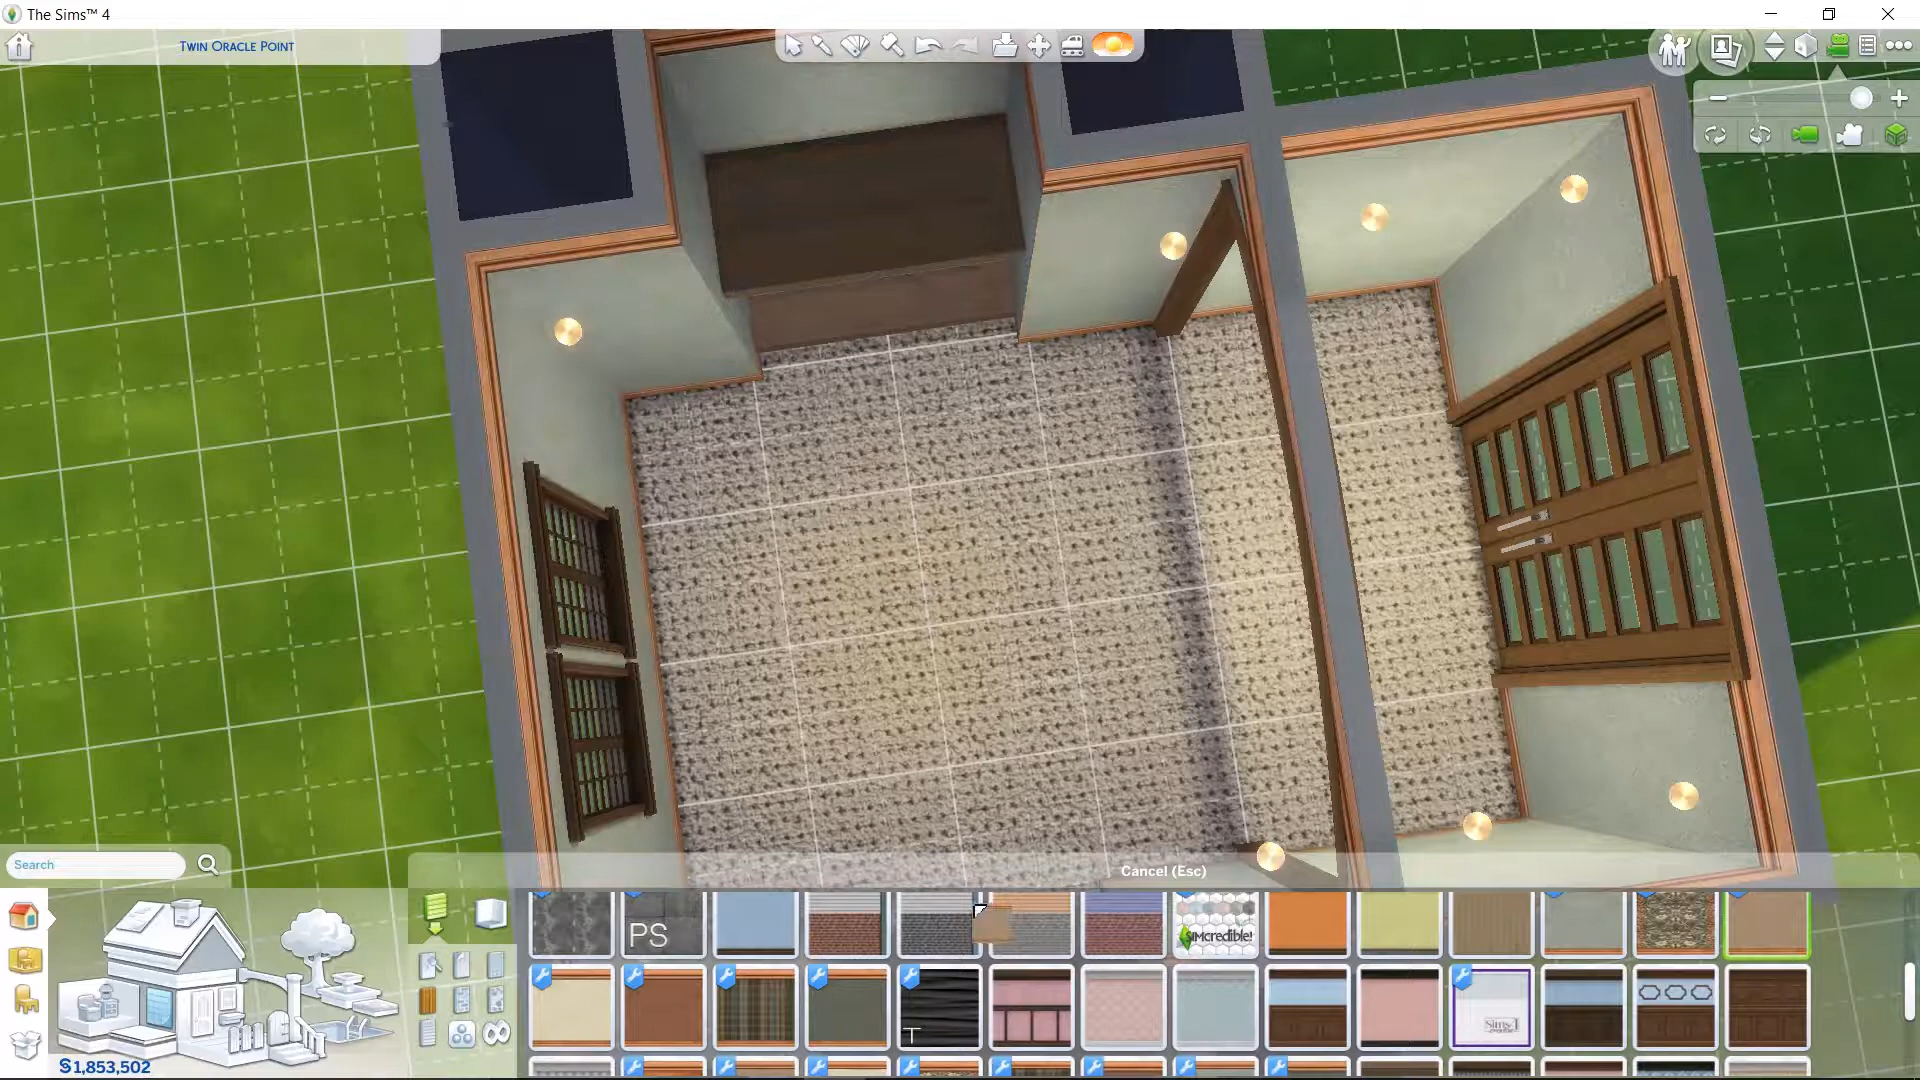 The Sims™ 4
Twin Oracle Point
Search
Cancel (Esc)
PS
SIMcredible!
T
§1,853,502